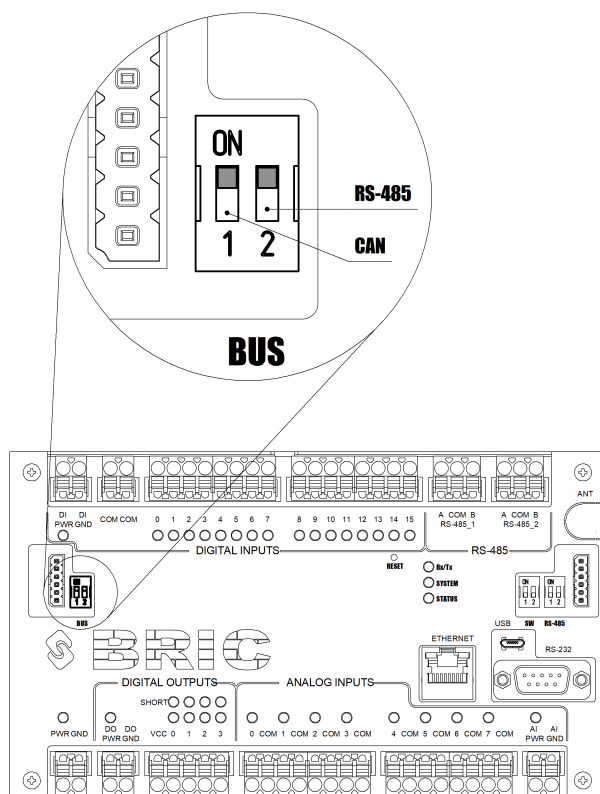 ON
1 2
RS-485
CAN
BUS
DI DI
PWR GND
COM COM
0 1 2 3 4 5 6 7
8 9 10 11 12 13 14 15
A COM B
RS-485_1
A COM B
RS-485_2
ANT
DIGITAL INPUTS
RS-485
RESET
Rx/Tx
SYSTEM
STATUS
ON
1 2
BUS
ON
1 2
SW
ON
1 2
RS-485
BRIC
ETHERNET
USB
RS-232
DIGITAL OUTPUTS
ANALOG INPUTS
SHORT
PWR GND
DO DO
PWR GND
VCC 0 1 2 3
0 COM 1 COM 2 COM 3 COM
4 COM 5 COM 6 COM 7 COM
AI AI
PWR GND